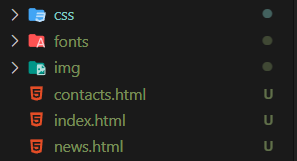 css
fonts
img
contacts.html U
index.html U
news.html U